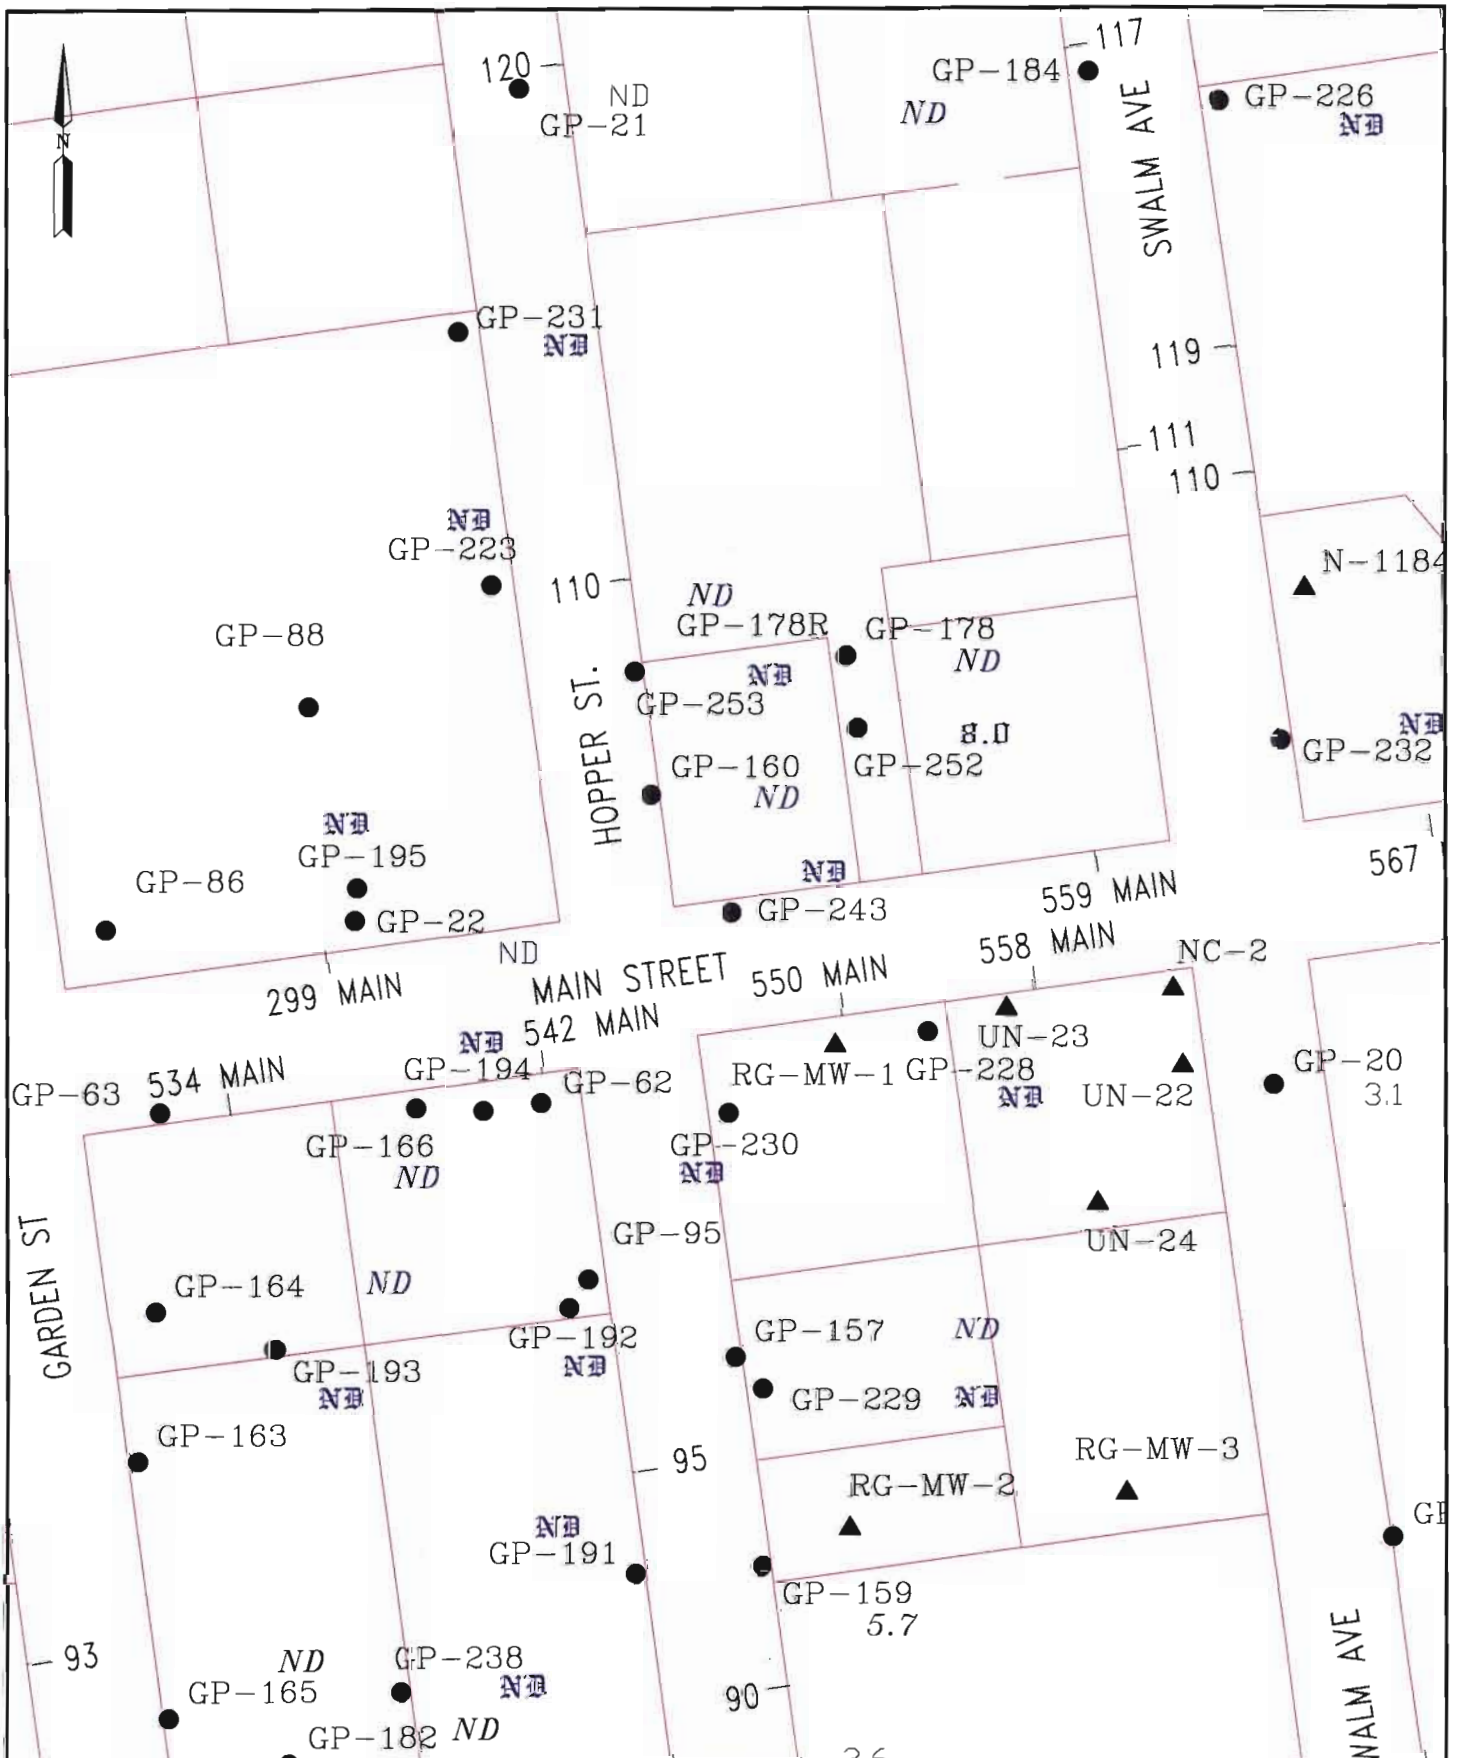 120
117
GP-184
ND
GP-21
ND
GP-226
ND
N
SWALM AVE
GP-231
ND
119
111
110
ND
GP-223
110
N-1184
GP-88
ND
GP-178R
GP-178
ND
ND
GP-253
8.0
ND
GP-232
HOPPER ST.
GP-160
ND
GP-252
ND
GP-195
GP-86
ND
567
GP-22
GP-243
559 MAIN
ND
558 MAIN
NC-2
299 MAIN
MAIN STREET
550 MAIN
ND
542 MAIN
UN-23
GP-63
534 MAIN
GP-194
GP-62
RG-MW-1
GP-228
ND
UN-22
GP-20
3.1
GP-166
ND
GP-230
ND
GARDEN ST
GP-95
UN-24
GP-164
ND
GP-192
ND
GP-157
ND
GP-193
ND
GP-229
ND
GP-163
95
RG-MW-3
RG-MW-2
ND
GP-191
GP-159
5.7
93
ND
GP-165
GP-238
ND
90
GP-182
ND